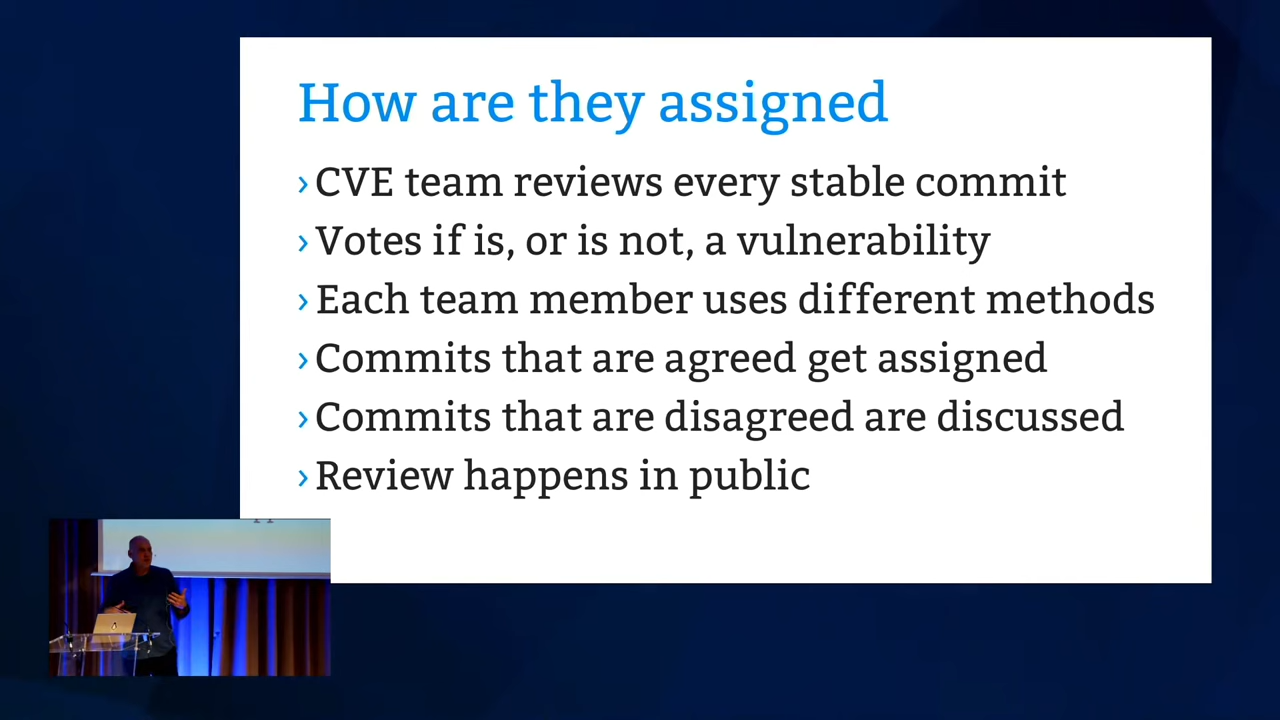 How are they assigned
› CVE team reviews every stable commit
› Votes if is, or is not, a vulnerability
› Each team member uses different methods
› Commits that are agreed get assigned
› Commits that are disagreed are discussed
› Review happens in public